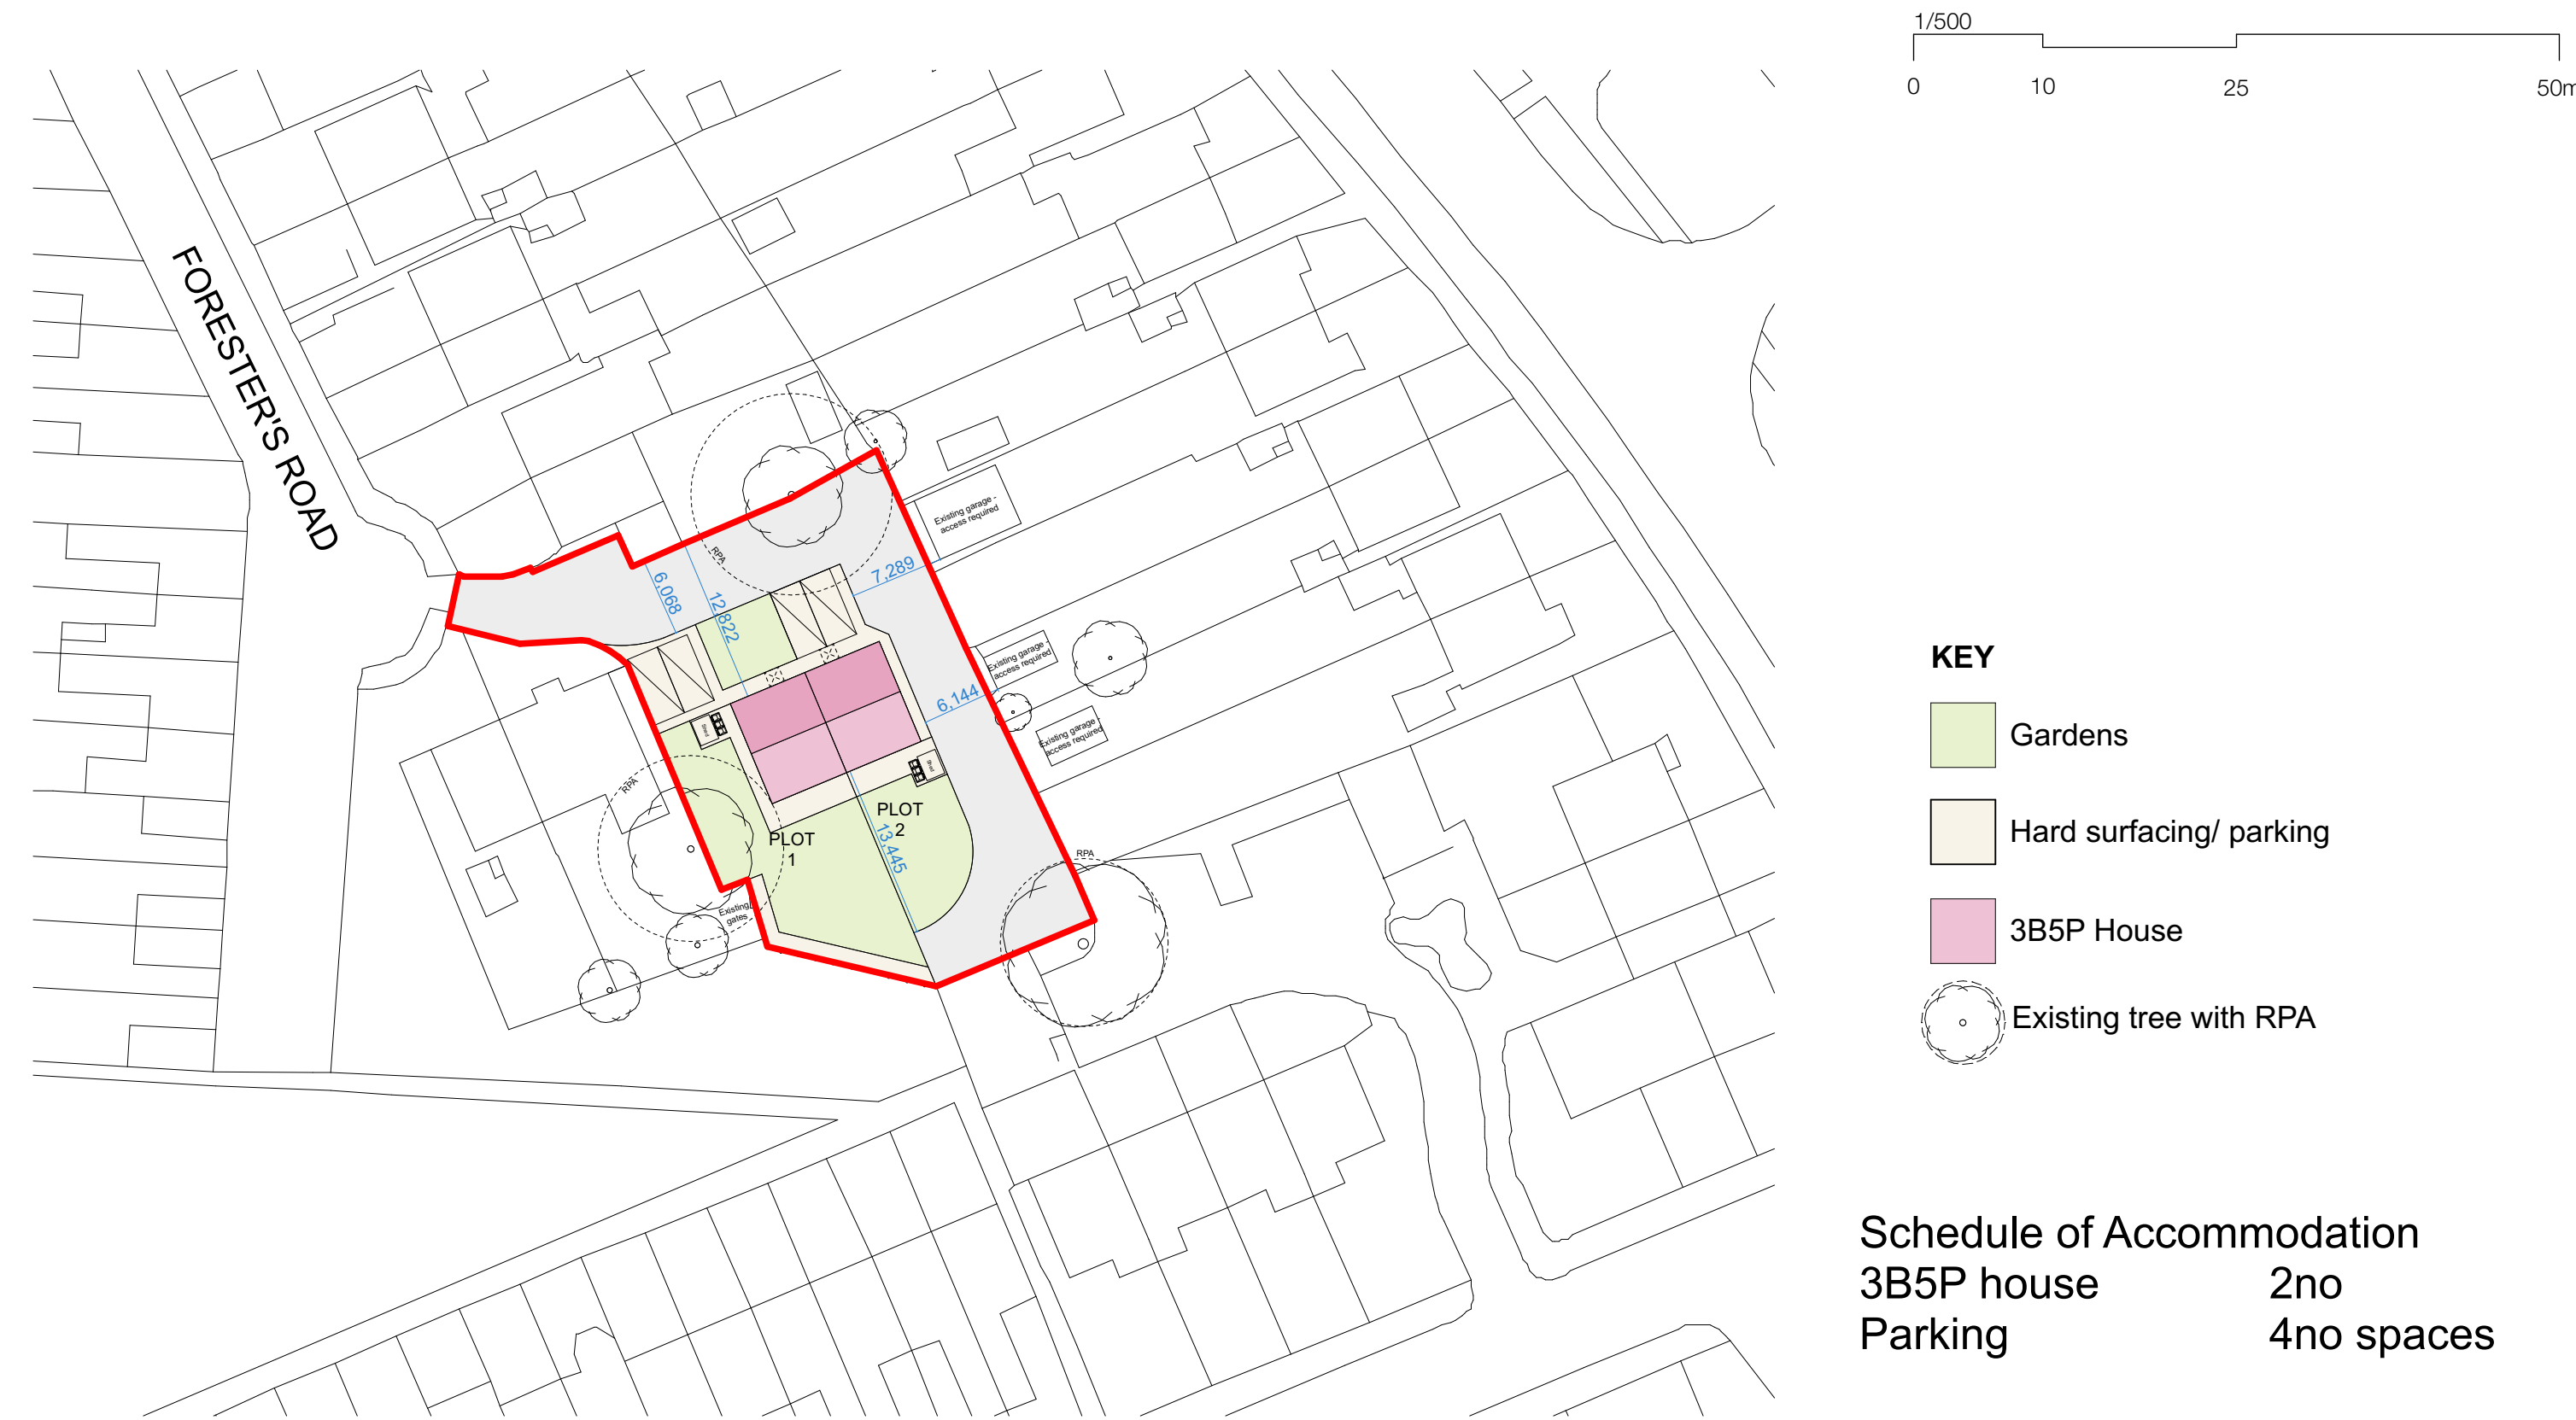 1/500
0
10
25
50m
FORESTER'S ROAD
Existing garage -
access required
7,289
RPA
6,068
12,822
Existing garage -
access required
6,144
Existing garage -
access required
Shed
Shed
RPA
PLOT
1
PLOT
2
13,445
RPA
Existing
gates
KEY
Gardens
Hard surfacing/ parking
3B5P House
Existing tree with RPA
Schedule of Accommodation
3B5P house 2no
Parking 4no spaces